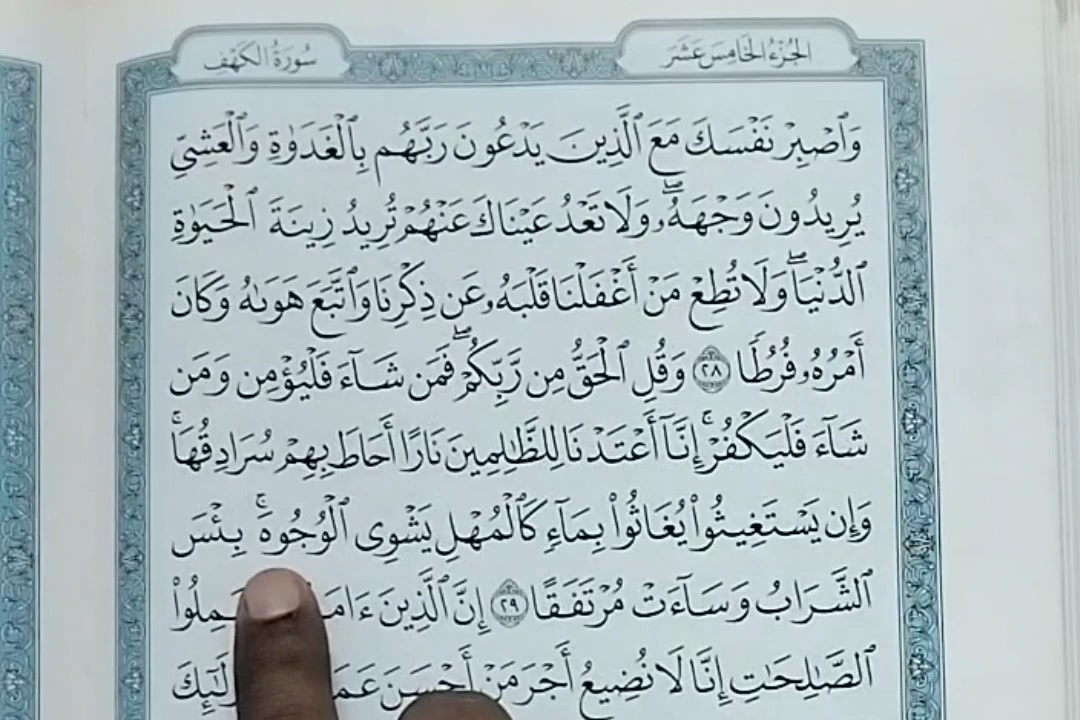 الجُزْءُ الخَامِسَ عَشَرَ
سُورَةُ الكَهْفِ
وَٱصْبِرْ نَفْسَكَ مَعَ ٱلَّذِينَ يَدْعُونَ رَبَّهُم بِٱلْغَدَوٰةِ وَٱلْعَشِىِّ
يُرِيدُونَ وَجْهَهُۥۖ وَلَا تَعْدُ عَيْنَاكَ عَنْهُمْ تُرِيدُ زِينَةَ ٱلْحَيَوٰةِ
ٱلدُّنْيَاۖ وَلَا تُطِعْ مَنْ أَغْفَلْنَا قَلْبَهُۥ عَن ذِكْرِنَا وَٱتَّبَعَ هَوَىٰهُ وَكَانَ
أَمْرُهُۥ فُرُطًا ٢٨ وَقُلِ ٱلْحَقُّ مِن رَّبِّكُمْۖ فَمَن شَآءَ فَلْيُؤْمِن وَمَن
شَآءَ فَلْيَكْفُرْۚ إِنَّآ أَعْتَدْنَا لِلظَّٰلِمِينَ نَارًا أَحَاطَ بِهِمْ سُرَادِقُهَاۚ
وَإِن يَسْتَغِيثُوا۟ يُغَاثُوا۟ بِمَآءٍ كَٱلْمُهْلِ يَشْوِى ٱلْوُجُوهَۚ بِئْسَ
ٱلشَّرَابُ وَسَآءَتْ مُرْتَفَقًا ٢٩ إِنَّ ٱلَّذِينَ
ٱلصَّٰلِحَٰتِ إِنَّا لَا نُضِيعُ أَجْرَ مَنْ أَحْسَنَ